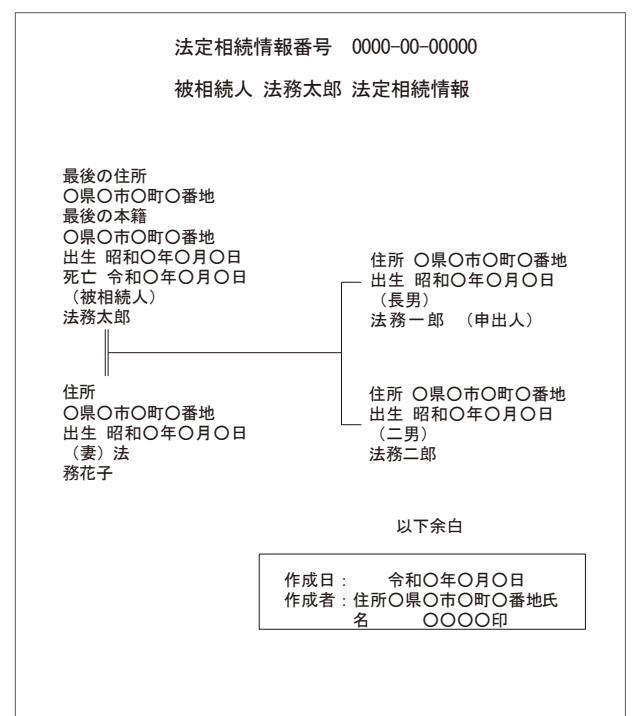 法定相続情報番号 0000-00-00000
被相続人 法務太郎 法定相続情報
最後の住所
〇県〇市〇町〇番地
最後の本籍
〇県〇市〇町〇番地
出生 昭和〇年〇月〇日
死亡 令和〇年〇月〇日
(被相続人)
法務太郎
住所
〇県〇市〇町〇番地
出生 昭和〇年〇月〇日
(妻)法
務花子
住所 〇県〇市〇町〇番地
出生 昭和〇年〇月〇日
(長男)
法務一郎 (申出人)
住所 〇県〇市〇町〇番地
出生 昭和〇年〇月〇日
(二男)
法務二郎
以下余白
作成日: 令和〇年〇月〇日
作成者:住所〇県〇市〇町〇番地氏
名 〇〇〇〇印